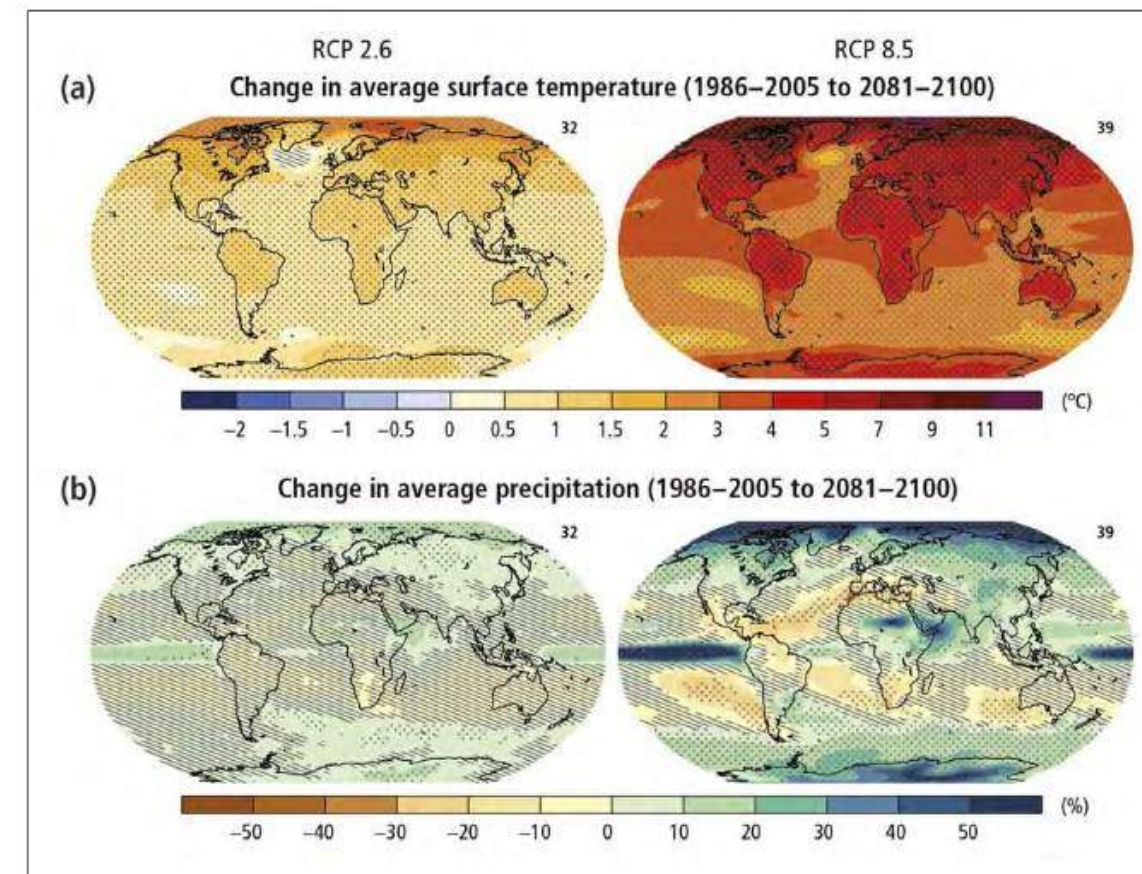 RCP 2.6 RCP 8.5
(a) Change in average surface temperature (1986–2005 to 2081–2100)
32 39
(°C)
−2 −1.5 −1 −0.5 0 0.5 1 1.5 2 3 4 5 7 9 11
(b) Change in average precipitation (1986–2005 to 2081–2100)
32 39
(%)
−50 −40 −30 −20 −10 0 10 20 30 40 50